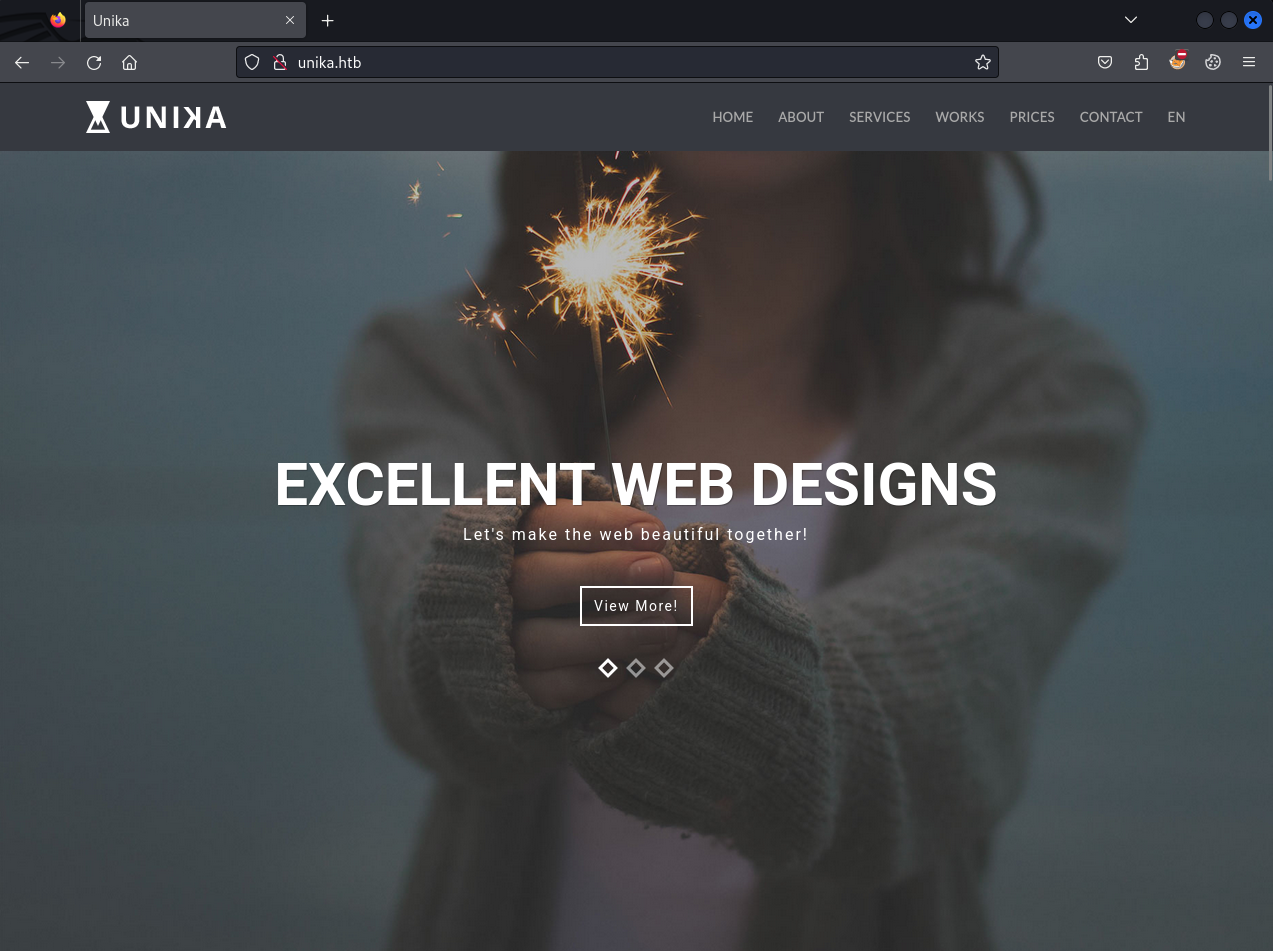 Unika
unika.htb
UNIKA
HOME ABOUT SERVICES WORKS PRICES CONTACT EN
EXCELLENT WEB DESIGNS
Let's make the web beautiful together!
View More!